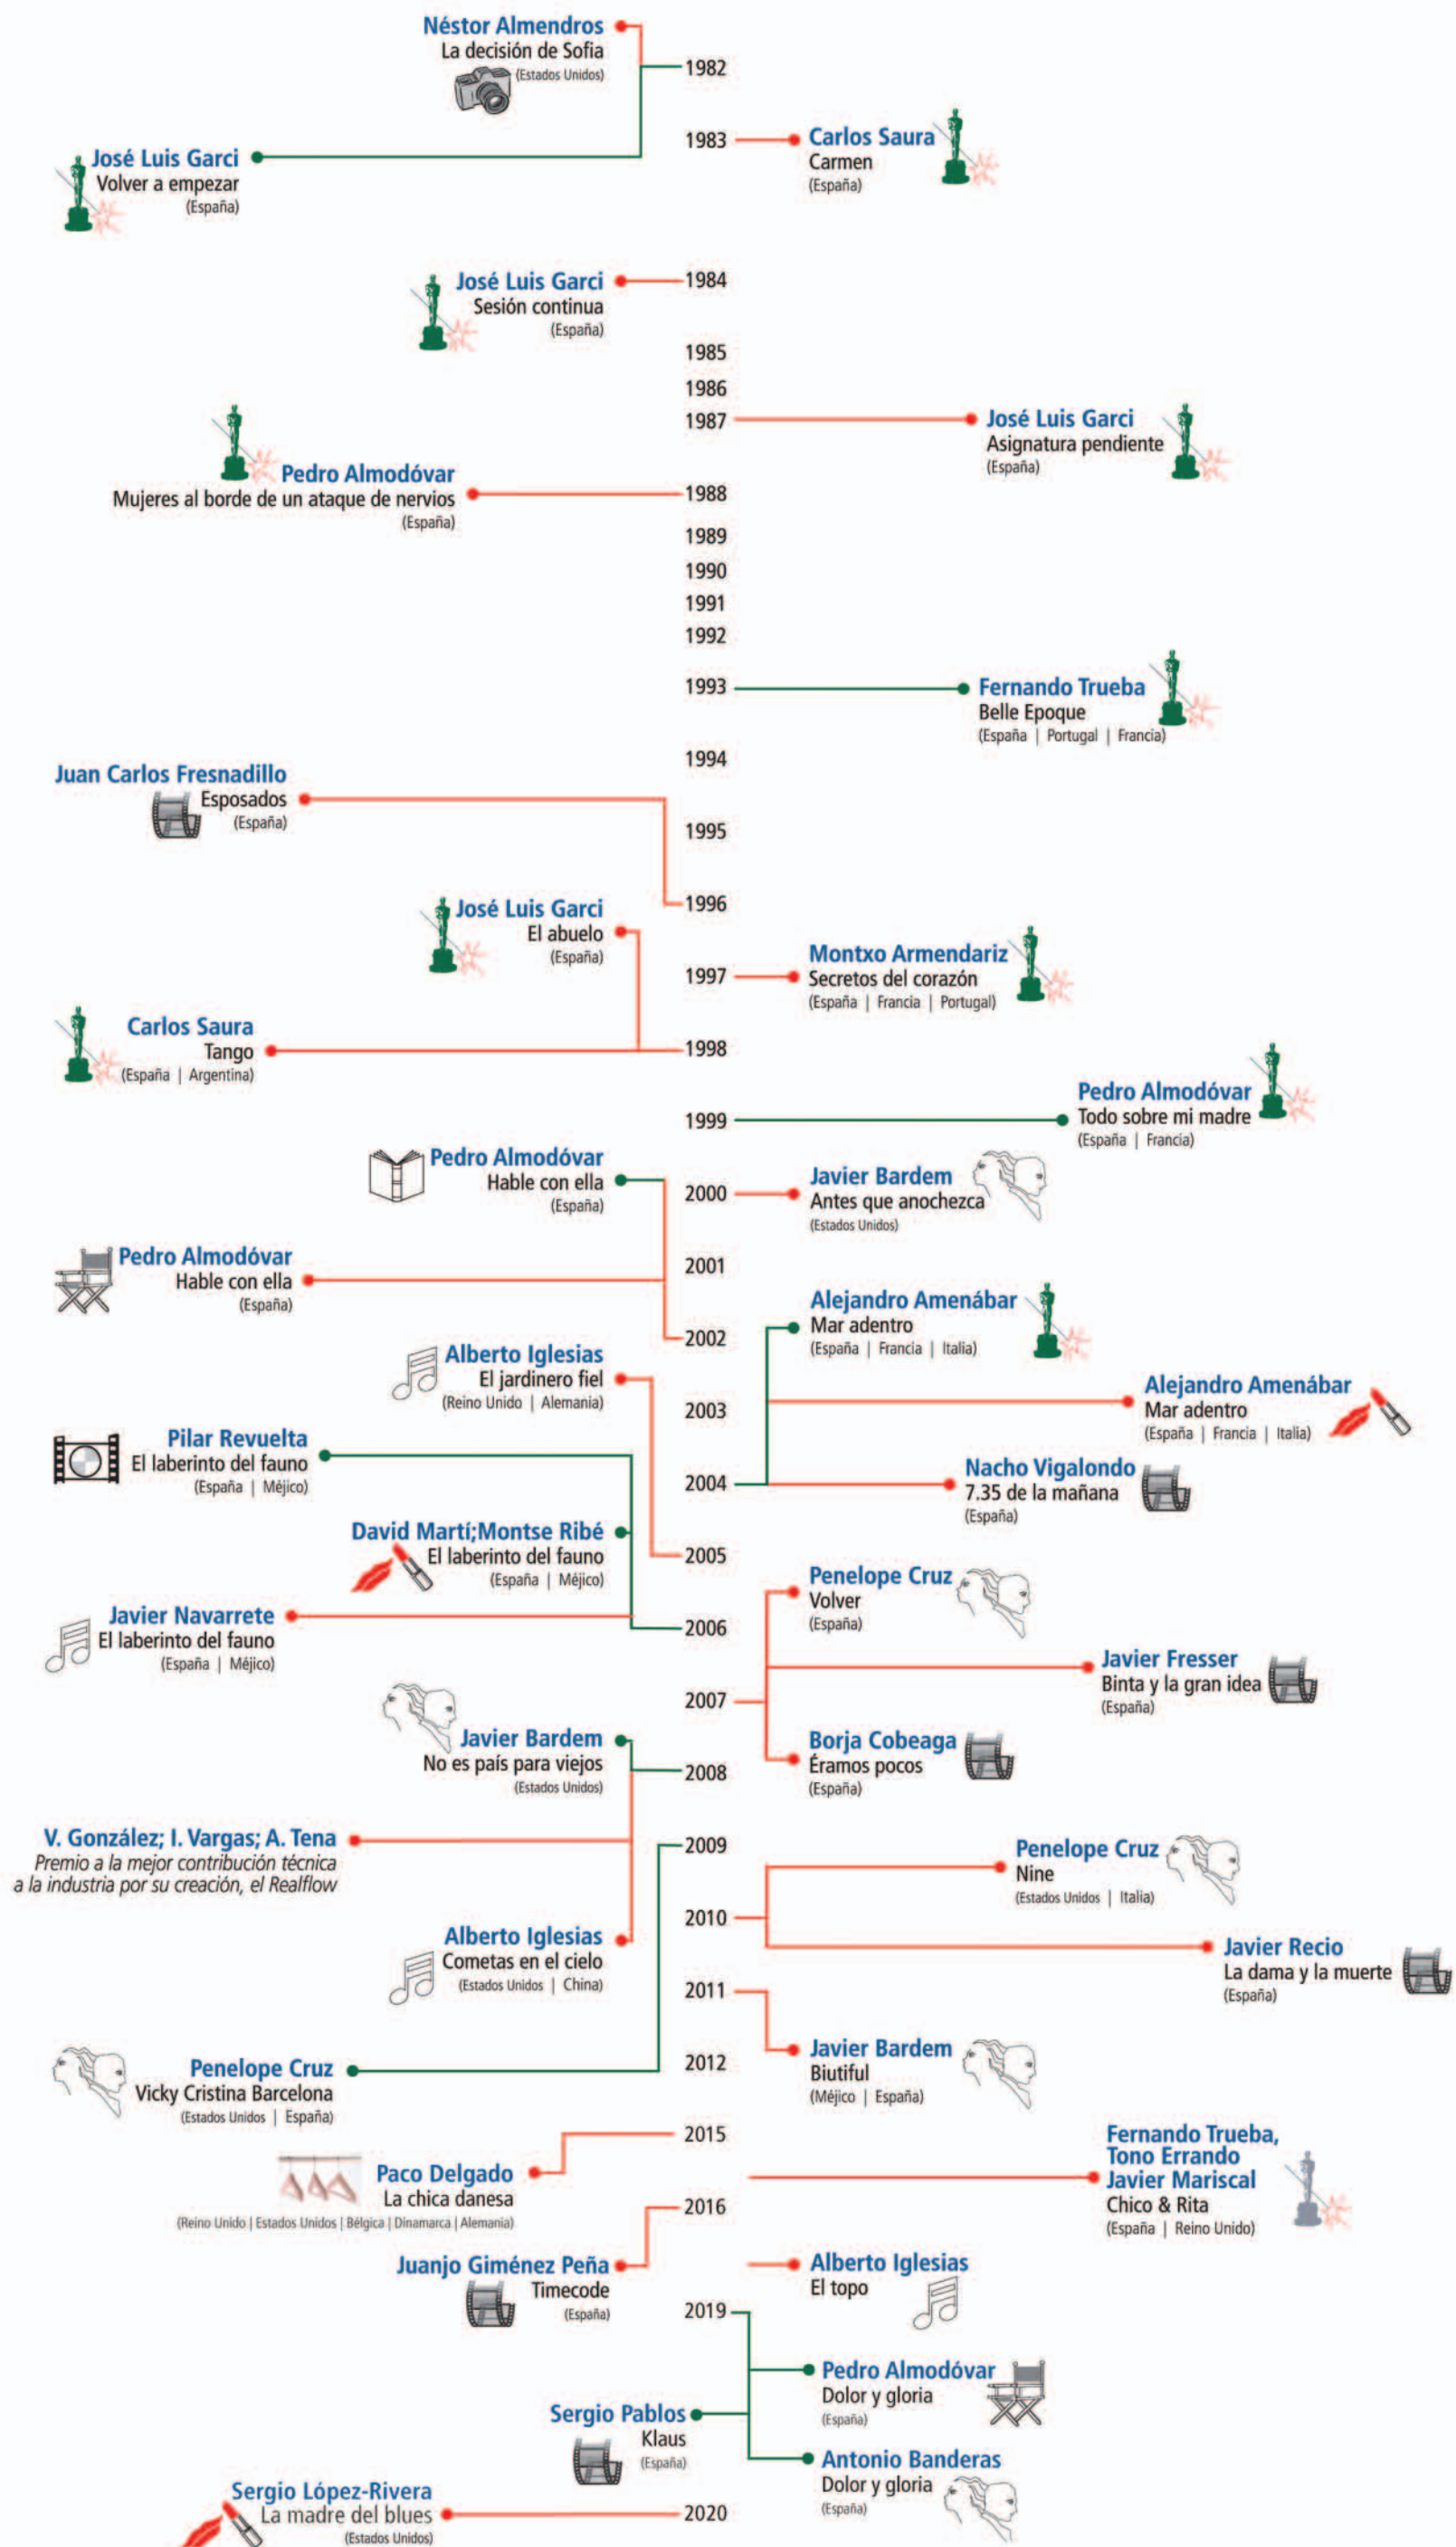 Néstor Almendros
La decisión de Sofia
(Estados Unidos)
1982
1983
Carlos Saura
Carmen
(España)
José Luis Garci
Volver a empezar
(España)
José Luis Garci
Sesión continua
(España)
1984
1985
1986
1987
José Luis Garci
Asignatura pendiente
(España)
Pedro Almodóvar
Mujeres al borde de un ataque de nervios
(España)
1988
1989
1990
1991
1992
1993
Fernando Trueba
Belle Epoque
(España | Portugal | Francia)
1994
Juan Carlos Fresnadillo
Esposados
(España)
1995
1996
José Luis Garci
El abuelo
(España)
1997
Montxo Armendariz
Secretos del corazón
(España | Francia | Portugal)
Carlos Saura
Tango
(España | Argentina)
1998
1999
Pedro Almodóvar
Todo sobre mi madre
(España | Francia)
Pedro Almodóvar
Hable con ella
(España)
2000
Javier Bardem
Antes que anochezca
(Estados Unidos)
Pedro Almodóvar
Hable con ella
(España)
2001
2002
Alejandro Amenábar
Mar adentro
(España | Francia | Italia)
Alberto Iglesias
El jardinero fiel
(Reino Unido | Alemania)
2003
Alejandro Amenábar
Mar adentro
(España | Francia | Italia)
Pilar Revuelta
El laberinto del fauno
(España | Méjico)
2004
Nacho Vigalondo
7.35 de la mañana
(España)
David Martí;Montse Ribé
El laberinto del fauno
(España | Méjico)
2005
Penelope Cruz
Volver
(España)
Javier Navarrete
El laberinto del fauno
(España | Méjico)
2006
Javier Fresser
Binta y la gran idea
(España)
2007
Javier Bardem
No es país para viejos
(Estados Unidos)
2008
Borja Cobeaga
Éramos pocos
(España)
V. González; I. Vargas; A. Tena
Premio a la mejor contribución técnica
a la industria por su creación, el Realflow
2009
Penelope Cruz
Nine
(Estados Unidos | Italia)
2010
Alberto Iglesias
Cometas en el cielo
(Estados Unidos | China)
Javier Recio
La dama y la muerte
(España)
2011
2012
Javier Bardem
Biutiful
(Méjico | España)
Penelope Cruz
Vicky Cristina Barcelona
(Estados Unidos | España)
2015
Fernando Trueba,
Tono Errando
Javier Mariscal
Chico & Rita
(España | Reino Unido)
Paco Delgado
La chica danesa
(Reino Unido | Estados Unidos | Bélgica | Dinamarca | Alemania)
2016
Juanjo Giménez Peña
Timecode
(España)
Alberto Iglesias
El topo
2019
Pedro Almodóvar
Dolor y gloria
(España)
Sergio Pablos
Klaus
(España)
Antonio Banderas
Dolor y gloria
(España)
Sergio López-Rivera
La madre del blues
(Estados Unidos)
2020